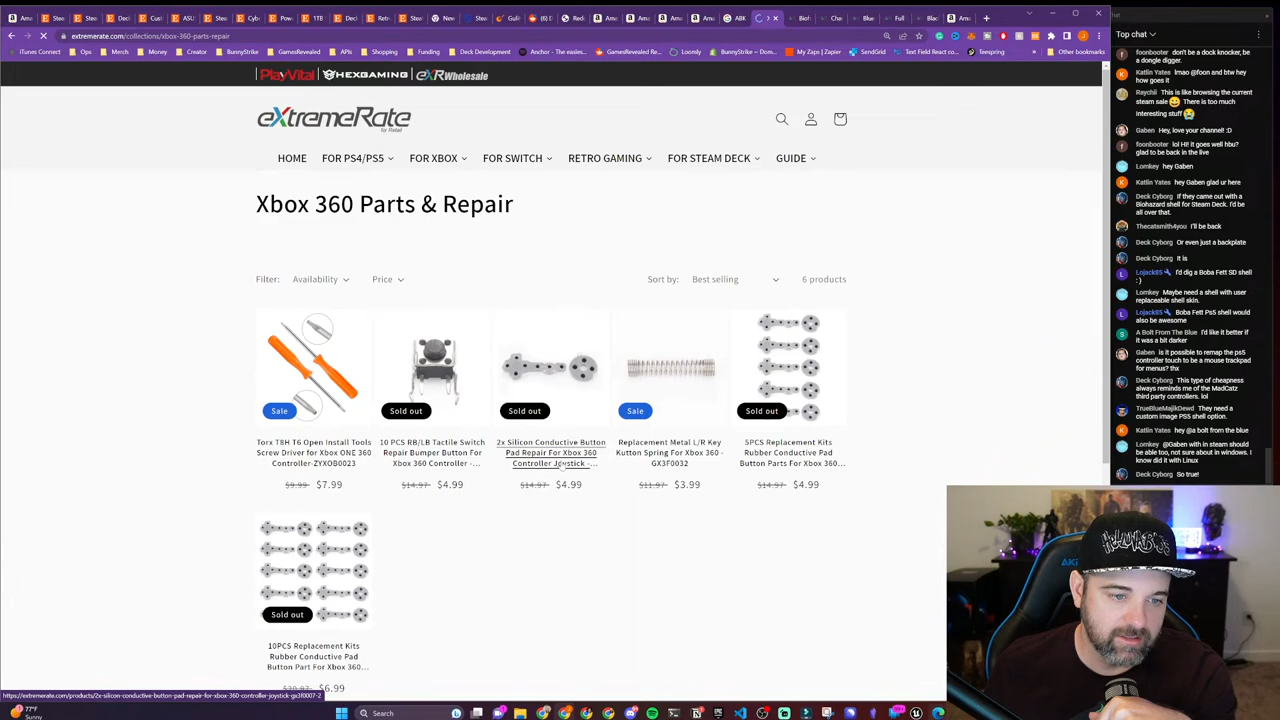 extremerate.com/collections/xbox-360-parts-repair
iTunes Connect Ops Merch Money Creator BunnyStrike GamesRevealed APIs Shopping Funding Deck Development Anchor - The easies... GamesRevealed Re... Loomly BunnyStrike - DNS... My Zaps | Zapier SendGrid Text Field React co... Teespring Other bookmarks
PlayVital HEXGAMING eXRWholesale
eXtremeRate
for Retail
HOME FOR PS4/PS5 FOR XBOX FOR SWITCH RETRO GAMING FOR STEAM DECK GUIDE
Xbox 360 Parts & Repair
Filter: Availability Price Sort by: Best selling 6 products
Sale Sold out Sold out Sale Sold out
Torx T8H T6 Open Install Tools
Screw Driver for Xbox ONE 360
Controller-ZYXOB0023
$9.99 $7.99
10 PCS RB/LB Tactile Switch
Repair Bumper Button For
Xbox 360 Controller -...
$14.97 $4.99
2x Silicon Conductive Button
Pad Repair For Xbox 360
Controller Joystick -...
$14.97 $4.99
Replacement Metal L/R Key
Kutton Spring For Xbox 360 -
GX3F0032
$11.97 $3.99
5PCS Replacement Kits
Rubber Conductive Pad
Button Parts For Xbox 360...
$14.97 $4.99
Sold out
10PCS Replacement Kits
Rubber Conductive Pad
Button Part For Xbox 360...
$6.99
https://extremerate.com/products/2x-silicon-conductive-button-pad-repair-for-xbox-360-controller-joystick-gx3f0007-2
77°F
Sunny
Search
Top chat
foonbooter don't be a dock knocker, be
a dongle digger.
Katlin Yates lmao @foon and btw hey
how goes it
Raychii This is like browsing the current
steam sale There is too much
Interesting stuff
Gaben Hey, love your channel! :D
foonbooter lol HI! it goes well hbu?
glad to be back in the live
Lomkey hey Gaben
Katlin Yates hey Gaben glad ur here
Deck Cyborg If they came out with a
Biohazard shell for Steam Deck. I'd be
all over that.
Thecatsmith4you I'll be back
Deck Cyborg Or even just a backplate
Deck Cyborg It is
Lojack85 I'd dig a Boba Fett SD shell
: )
Lomkey Maybe need a shell with user
replaceable shell skin.
Lojack85 Boba Fett Ps5 shell would
also be awesome
A Bolt From The Blue I'd like it better if
it was bit darker
Gaben is it possible to remap the ps5
controller touch to be a mouse trackpad
for menus? thx
Deck Cyborg This type of cheapness
always reminds me of the MadCatz
third party controllers. lol
TrueBlueMajikDewd They need a
custom image PS5 shell option.
Katlin Yates hey @a bolt from the blue
Lomkey @Gaben with in steam should
be able too, not sure about in windows. I
know did it with Linux
Deck Cyborg So true!